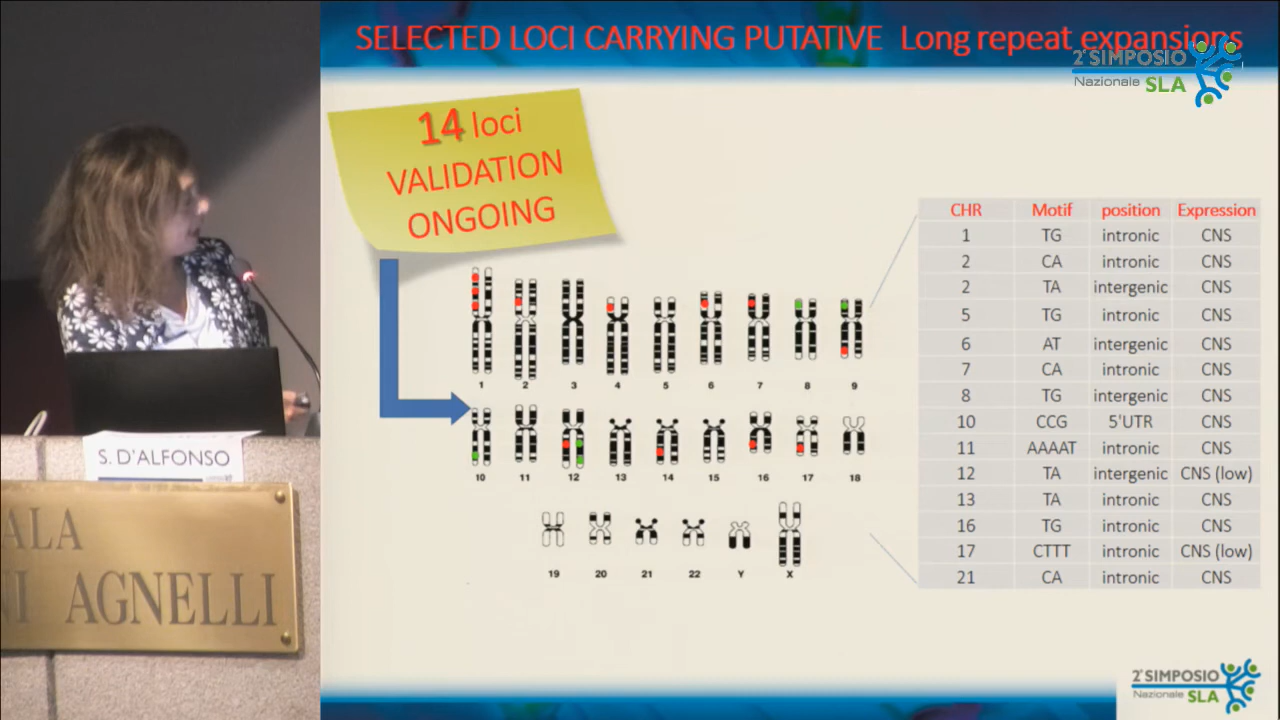 SELECTED LOCI CARRYING PUTATIVE Long repeat expansions
2° SIMPOSIO
Nazionale SLA
14 loci
VALIDATION
ONGOING
CHR Motif position Expression
1 TG intronic CNS
2 CA intronic CNS
2 TA intergenic CNS
5 TG intronic CNS
6 AT intergenic CNS
7 CA intronic CNS
8 TG intergenic CNS
10 CCG 5'UTR CNS
11 AAAAT intronic CNS
12 TA intergenic CNS (low)
13 TA intronic CNS
16 TG intronic CNS
17 CTTT intronic CNS (low)
21 CA intronic CNS
1 2 3 4 5 6 7 8 9
10 11 12 13 14 15 16 17 18
19 20 21 22 Y X
S. D'ALFONSO
ALA
NI AGNELLI
2° SIMPOSIO
Nazionale SLA